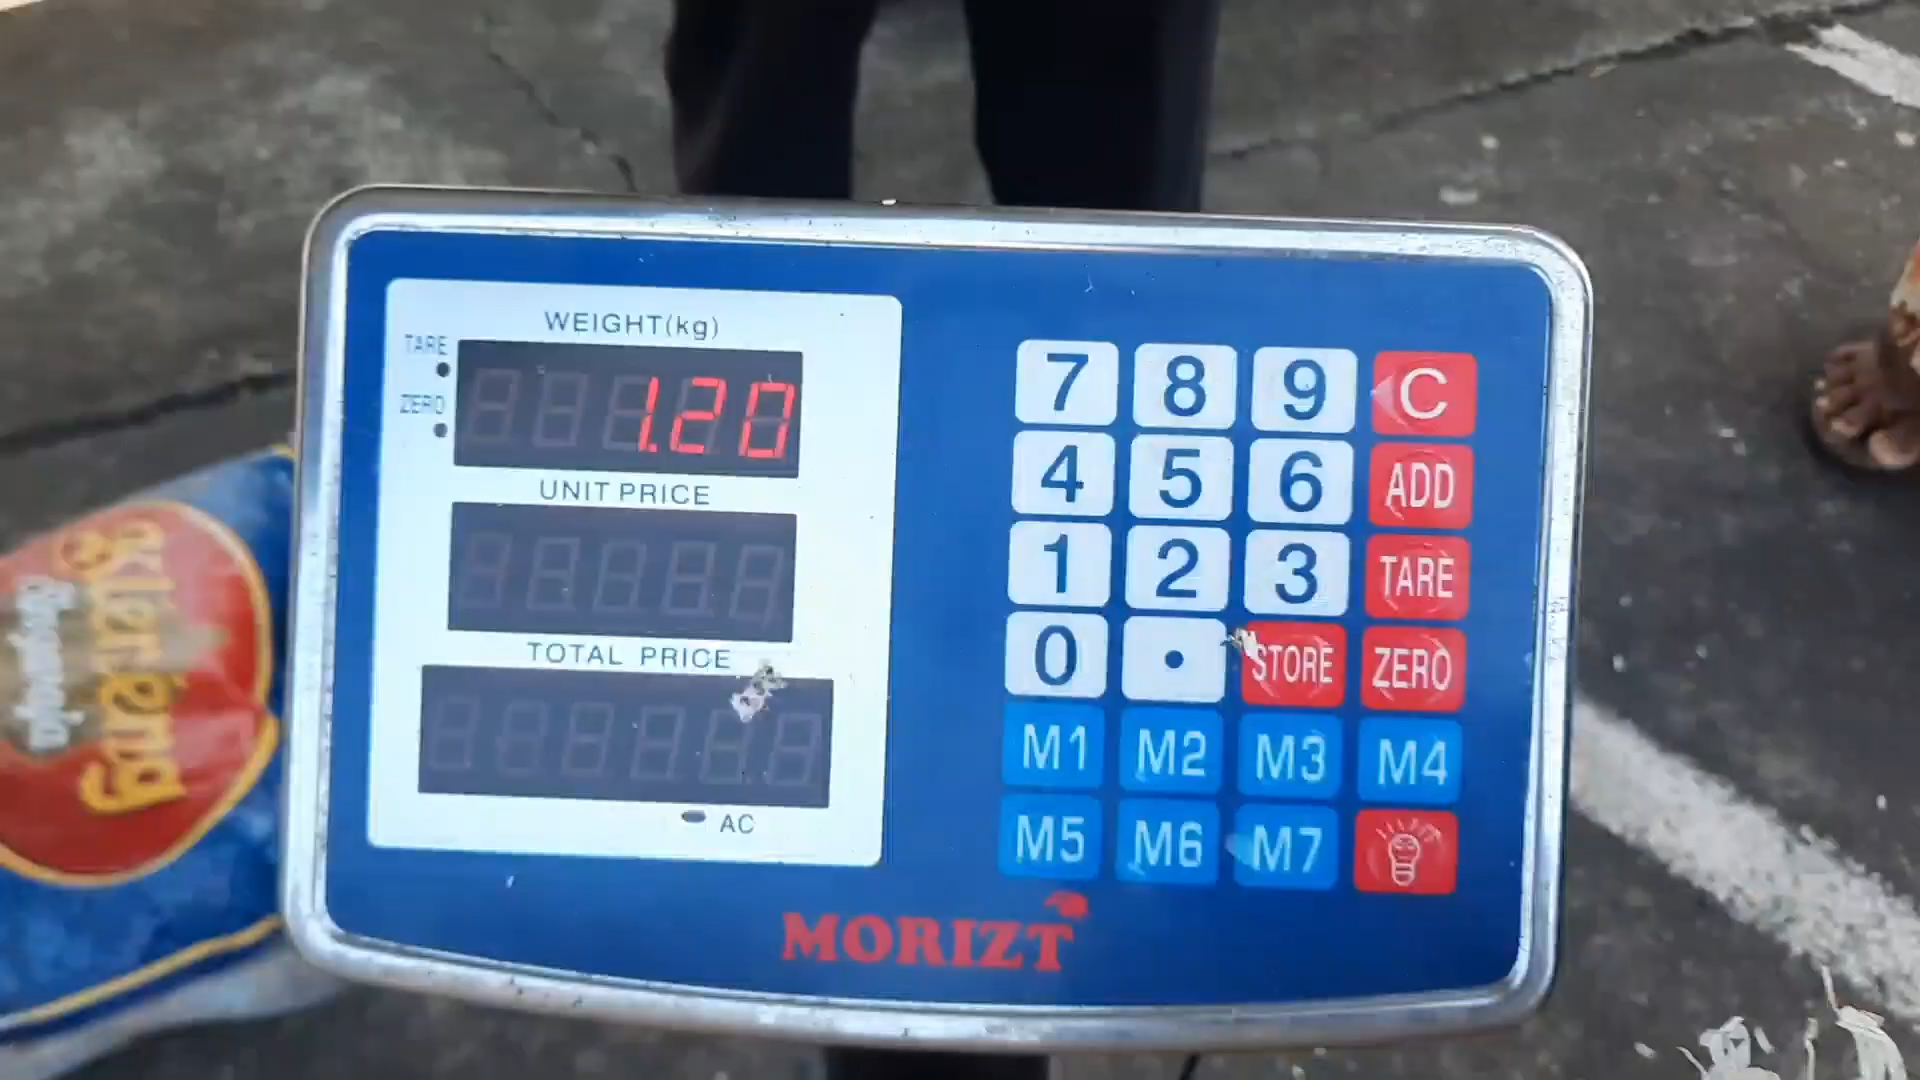 WEIGHT(kg)
TARE
ZERO
1.20
UNIT PRICE
TOTAL PRICE
AC
7 8 9 C
4 5 6 ADD
1 2 3 TARE
0 . STORE ZERO
M1 M2 M3 M4
M5 M6 M7
MORIZT